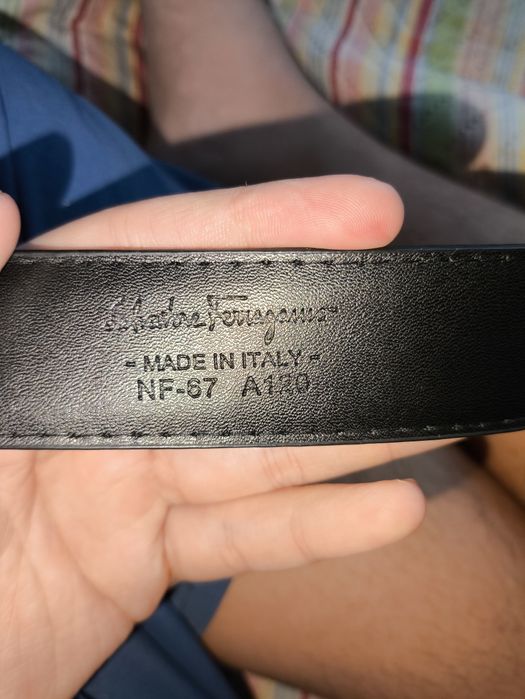 Salvatore Ferragamo
- MADE IN ITALY -
NF-67 A120